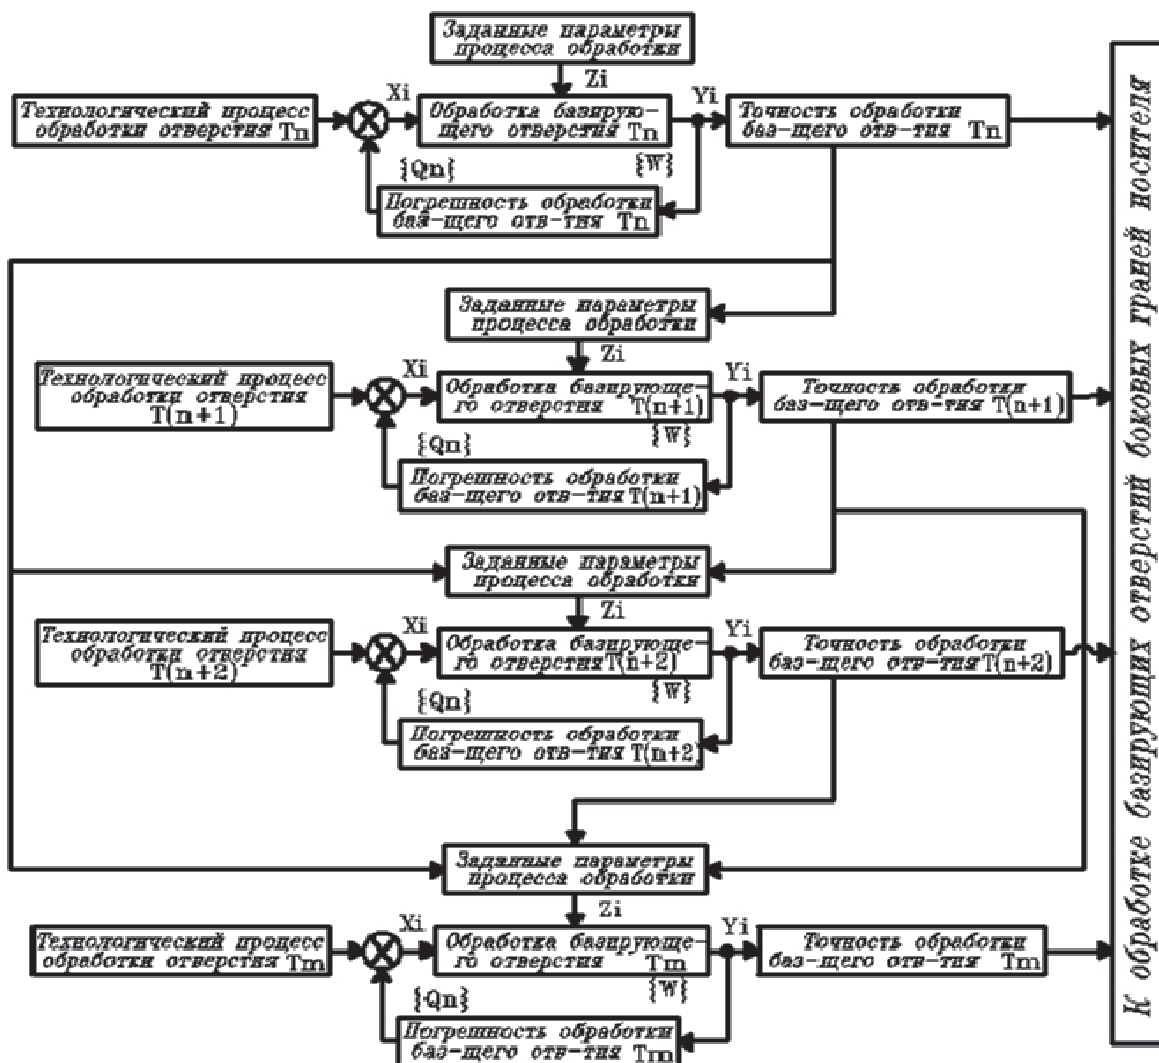 Заданные параметры
процесса обработки
Zi
Xi
Yi
Технологический процесс
обработки отверстия Tn
Обработка базирую-
щего отверстия Tn
Точность обработки
баз-щего отв-тия Tn
{Qn}
{W}
Погрешность обработки
баз-щего отв-тия Tn
Заданные параметры
процесса обработки
Zi
Xi
Yi
Технологический процесс
обработки отверстия
T(n+1)
Обработка базирующе-
го отверстия T(n+1)
Точность обработки
баз-щего отв-тия T(n+1)
{Qn}
{W}
Погрешность обработки
баз-щего отв-тия T(n+1)
Заданные параметры
процесса обработки
Zi
Xi
Yi
Технологический процесс
обработки отверстия
T(n+2)
Обработка базирующе-
го отверстия T(n+2)
Точность обработки
баз-щего отв-тия T(n+2)
{Qn}
{W}
Погрешность обработки
баз-щего отв-тия T(n+2)
Заданные параметры
процесса обработки
Zi
Xi
Yi
Технологический процесс
обработки отверстия Tm
Обработка базирующе-
го отверстия Tm
Точность обработки
баз-щего отв-тия Tm
{Qn}
{W}
Погрешность обработки
баз-щего отв-тия Tm
К обработке базирующих отверстий боковых граней носителя